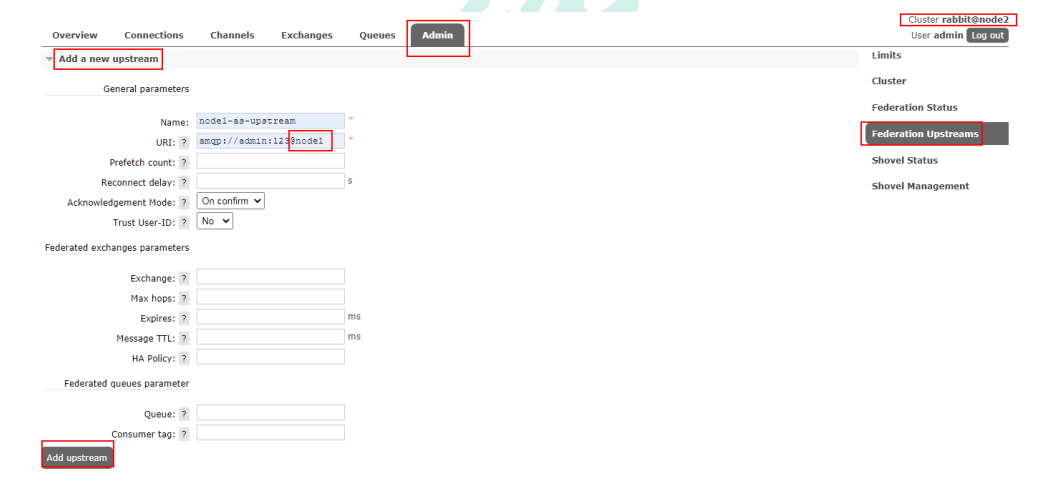 Cluster rabbit@node2
Overview Connections Channels Exchanges Queues Admin
User admin Log out
Add a new upstream
Limits
General parameters
Cluster
Federation Status
Name: node1-as-upstream *
URI: ? amqp://admin:123@node1 *
Federation Upstreams
Prefetch count: ?
Shovel Status
Reconnect delay: ? s
Shovel Management
Acknowledgement Mode: ? On confirm
Trust User-ID: ? No
Federated exchanges parameters
Exchange: ?
Max hops: ?
Expires: ? ms
Message TTL: ? ms
HA Policy: ?
Federated queues parameter
Queue: ?
Consumer tag: ?
Add upstream